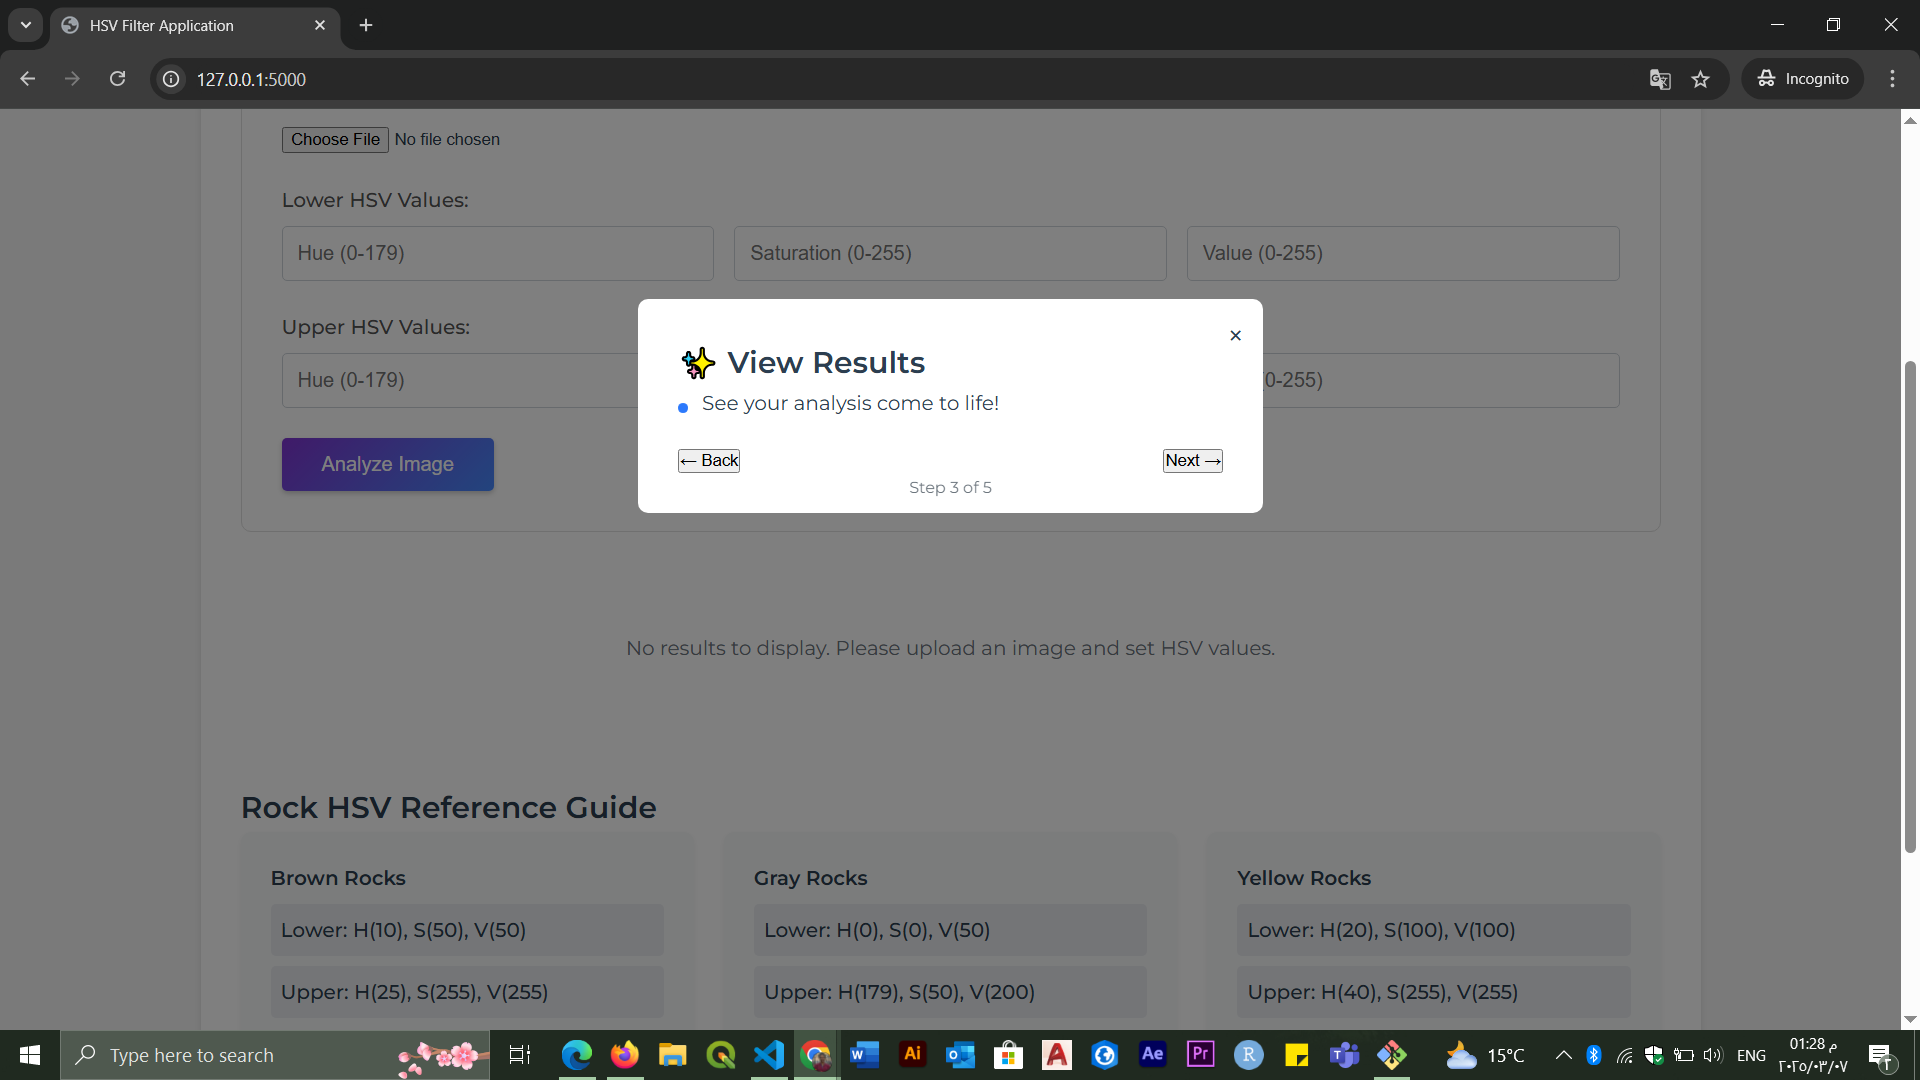 HSV Filter Application
127.0.0.1:5000
Incognito
Choose File No file chosen
Lower HSV Values:
Hue (0-179) Saturation (0-255) Value (0-255)
Upper HSV Values:
Hue (0-179) (0-255)
✨ View Results
See your analysis come to life!
← Back Next →
Step 3 of 5
Analyze Image
No results to display. Please upload an image and set HSV values.
Rock HSV Reference Guide
Brown Rocks Gray Rocks Yellow Rocks
Lower: H(10), S(50), V(50) Lower: H(0), S(0), V(50) Lower: H(20), S(100), V(100)
Upper: H(25), S(255), V(255) Upper: H(179), S(50), V(200) Upper: H(40), S(255), V(255)
Type here to search
15°C
ENG
01:28 م
٢٠٢٥/٠٣/٠٧
٢